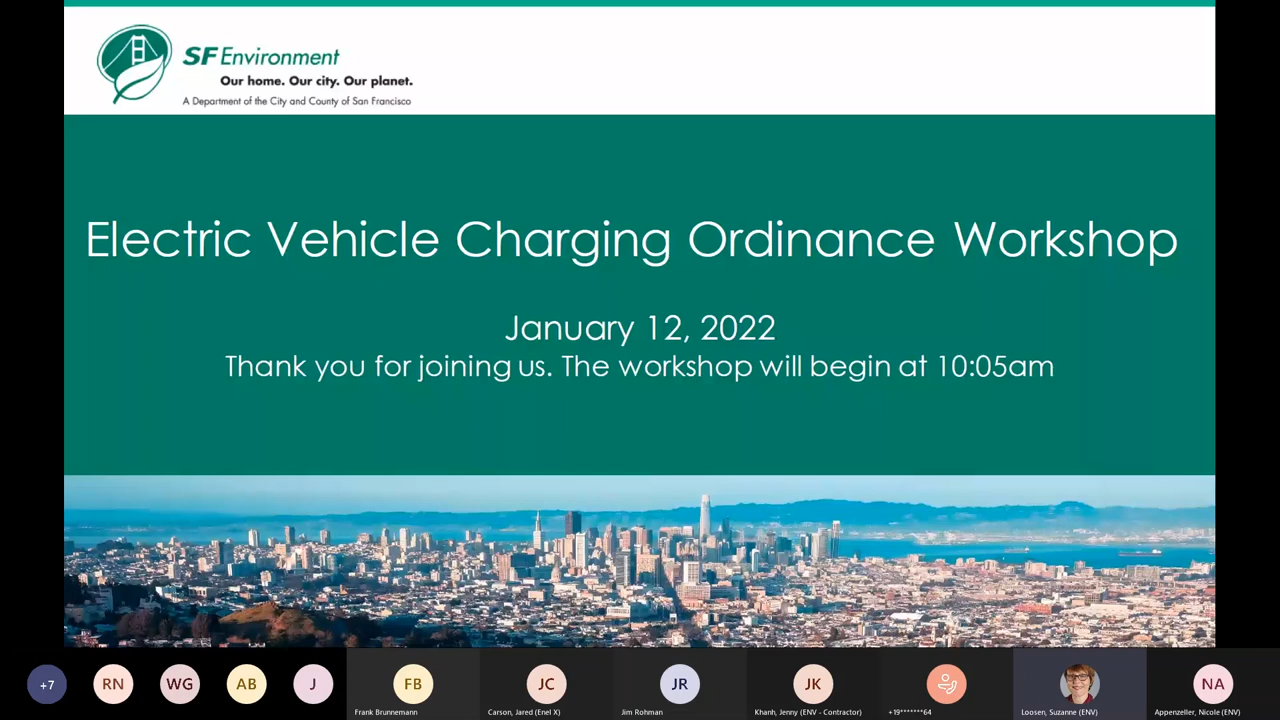 SF Environment
Our home. Our city. Our planet.
A Department of the City and County of San Francisco
Electric Vehicle Charging Ordinance Workshop
January 12, 2022
Thank you for joining us. The workshop will begin at 10:05am
+7
RN
WG
AB
J
FB
JC
JR
JK
NA
Frank Brunnemann
Carson, Jared (Enel X)
Jim Rohman
Khanh, Jenny (ENV - Contractor)
+19*******64
Loosen, Suzanne (ENV)
Appenzeller, Nicole (ENV)